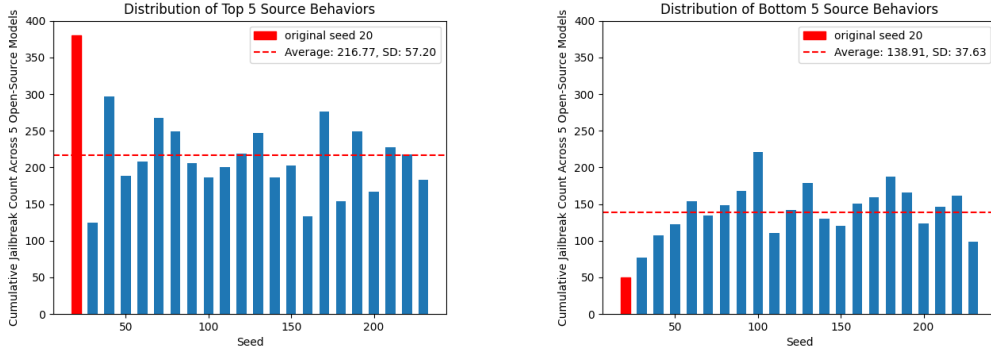 Distribution of Top 5 Source Behaviors
Cumulative Jailbreak Count Across 5 Open-Source Models
400
350
300
250
200
150
100
50
0
original seed 20
Average: 216.77, SD: 57.20
50
100
150
200
Seed
Distribution of Bottom 5 Source Behaviors
Cumulative Jailbreak Count Across 5 Open-Source Models
400
350
300
250
200
150
100
50
0
original seed 20
Average: 138.91, SD: 37.63
50
100
150
200
Seed